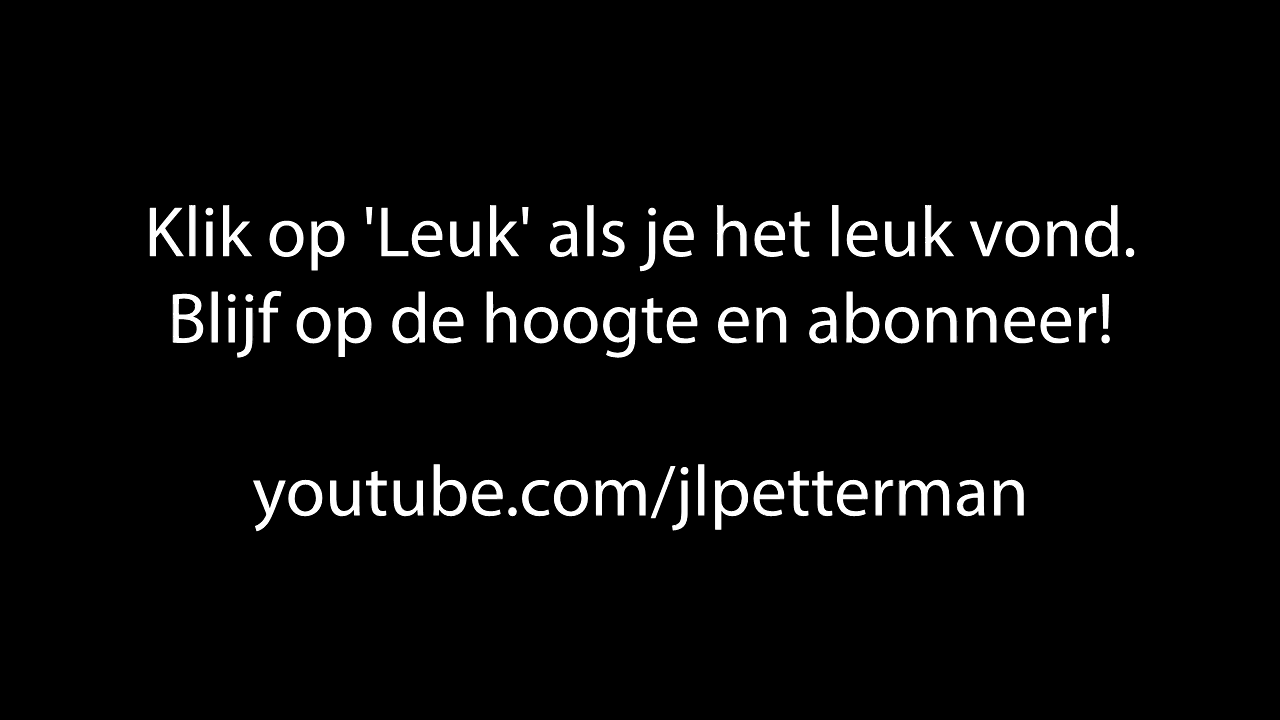 Klik op 'Leuk' als je het leuk vond.
Blijf op de hoogte en abonneer!
youtube.com/jlpetterman